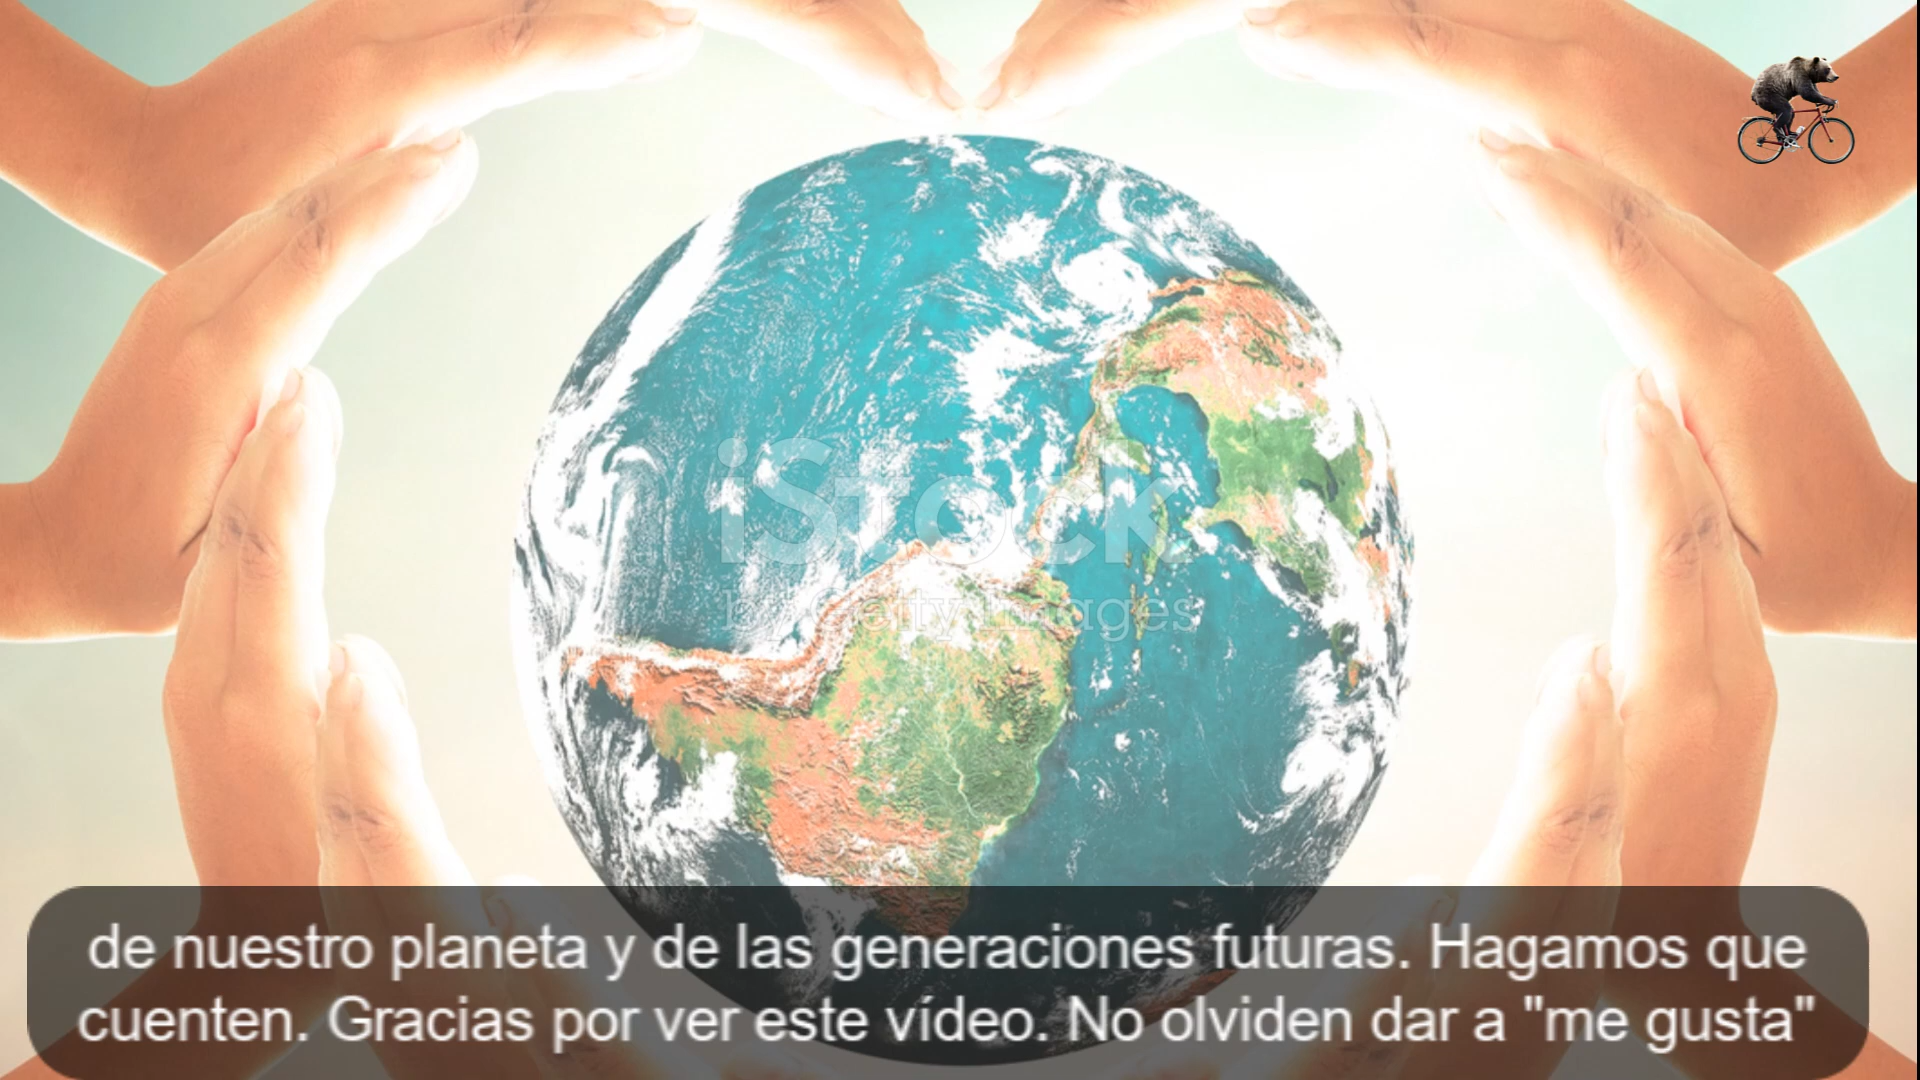 iStock
by Getty Images
de nuestro planeta y de las generaciones futuras. Hagamos que
cuenten. Gracias por ver este vídeo. No olviden dar a "me gusta"